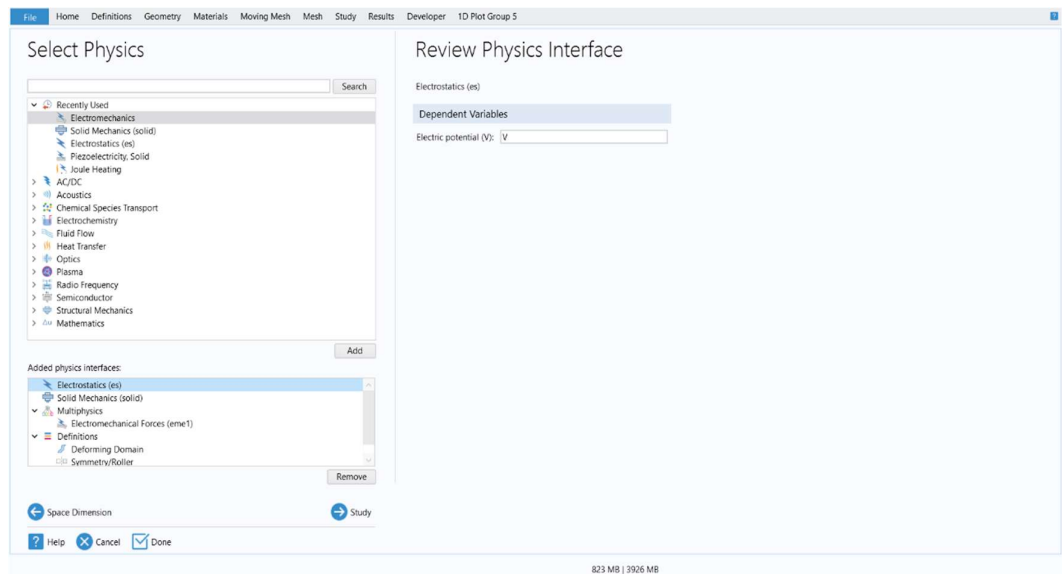 File Home Definitions Geometry Materials Moving Mesh Mesh Study Results Developer 1D Plot Group 5
Select Physics
Search
Recently Used
Electromechanics
Solid Mechanics (solid)
Electrostatics (es)
Piezoelectricity, Solid
Joule Heating
AC/DC
Acoustics
Chemical Species Transport
Electrochemistry
Fluid Flow
Heat Transfer
Optics
Plasma
Radio Frequency
Semiconductor
Structural Mechanics
Δu Mathematics
Add
Added physics interfaces:
Electrostatics (es)
Solid Mechanics (solid)
Multiphysics
Electromechanical Forces (eme1)
Definitions
Deforming Domain
Symmetry/Roller
Remove
Space Dimension
Study
? Help Cancel Done
Review Physics Interface
Electrostatics (es)
Dependent Variables
Electric potential (V): V
823 MB | 3926 MB